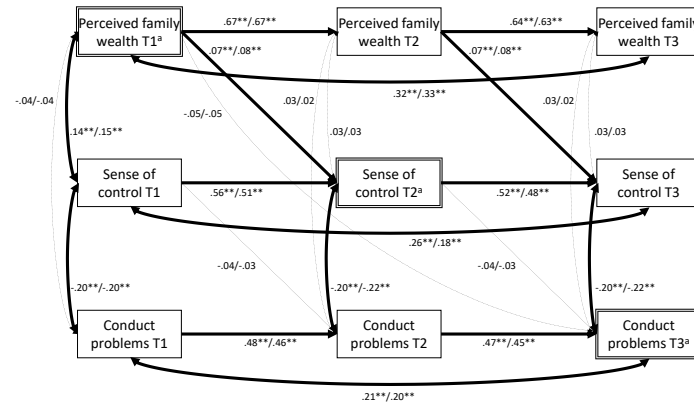 Perceived family
wealth T1ᵃ
.67**/.67**
Perceived family
wealth T2
.64**/.63**
Perceived family
wealth T3
.07**/.08**
.07**/.08**
-.04/-.04
-.05/-.05
.03/.02
.32**/.33**
.03/.02
.14**/.15**
.03/.03
.03/.03
Sense of
control T1
.56**/.51**
Sense of
control T2ᵃ
.52**/.48**
Sense of
control T3
.26**/.18**
-.04/-.03
-.04/-.03
-.20**/-.20**
-.20**/-.22**
-.20**/-.22**
Conduct
problems T1
.48**/.46**
Conduct
problems T2
.47**/.45**
Conduct
problems T3ᵃ
.21**/.20**